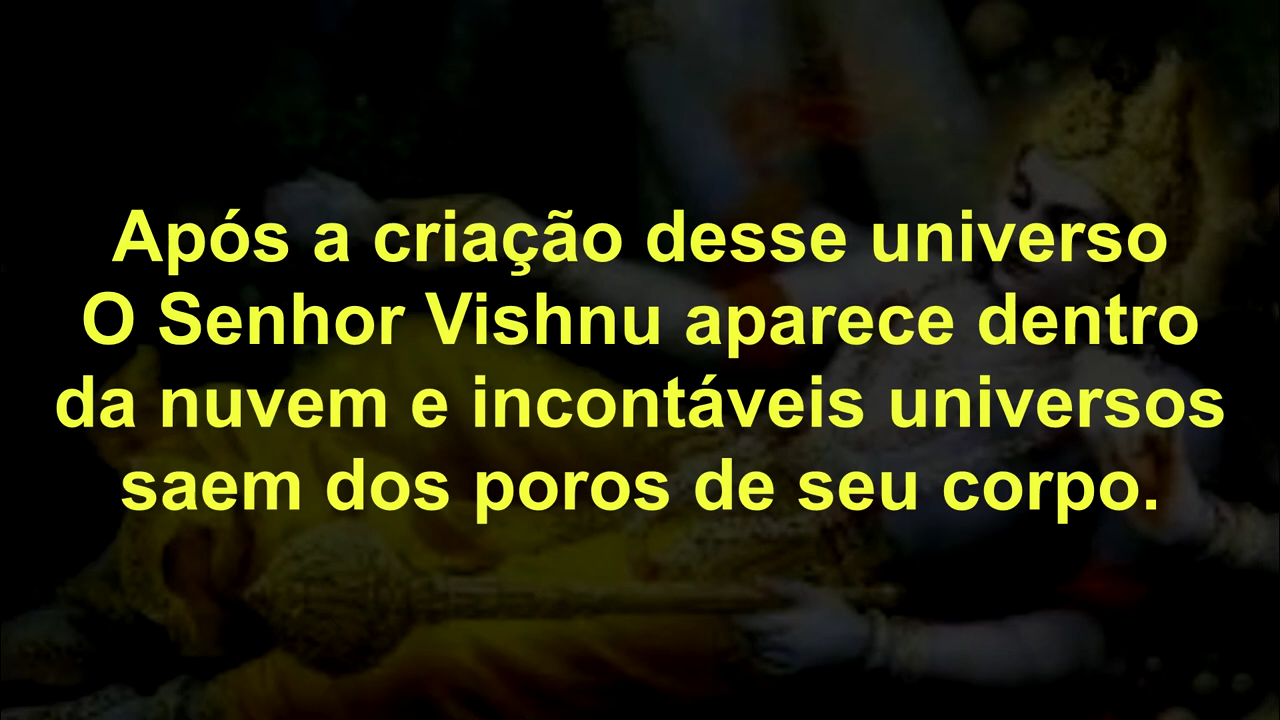 Após a criação desse universo
O Senhor Vishnu aparece dentro
da nuvem e incontáveis universos
saem dos poros de seu corpo.